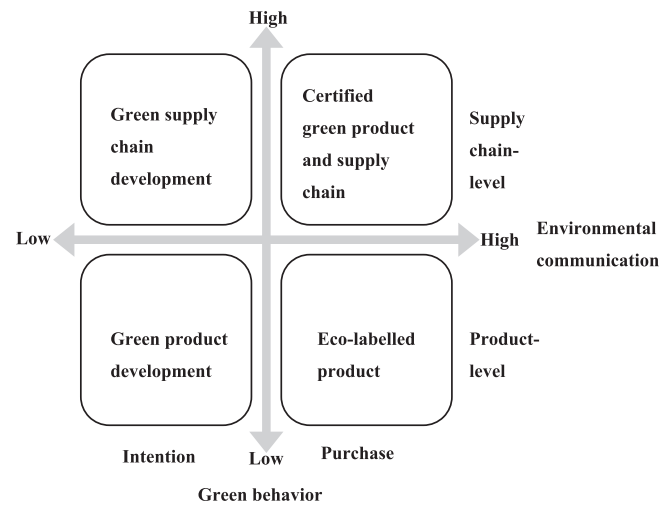 High
Green supply
chain
development
Certified
green product
and supply
chain
Supply
chain-
level
Low
High
Environmental
communication
Green product
development
Eco-labelled
product
Product-
level
Intention
Low
Purchase
Green behavior